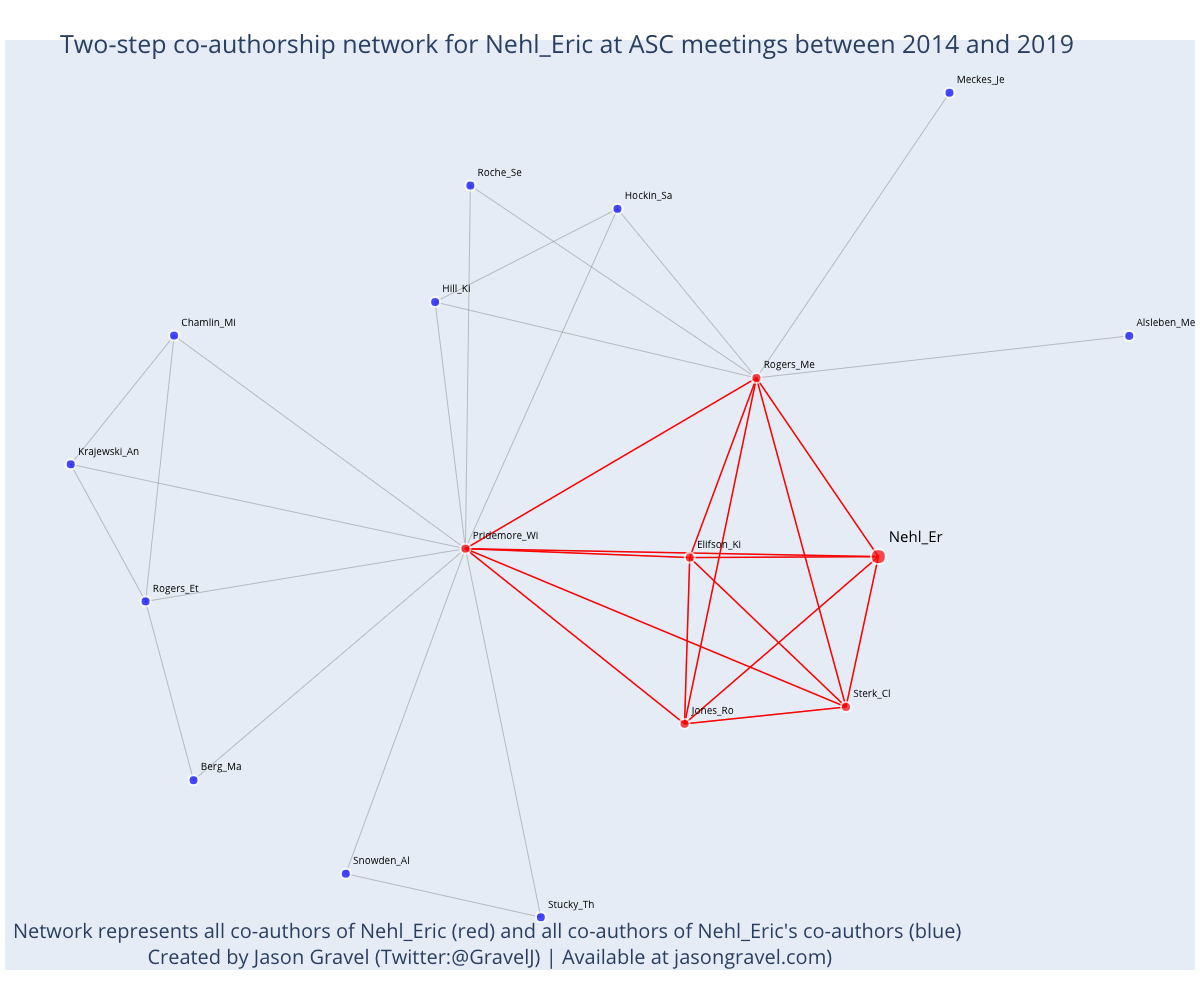 Two-step co-authorship network for Nehl_Eric at ASC meetings between 2014 and 2019
Meckes_Je
Roche_Se
Hockin_Sa
Hill_Ki
Chamlin_Mi
Alsleben_Me
Rogers_Me
Krajewski_An
Pridemore_Wi
Elifson_Ki
Nehl_Er
Rogers_Et
Sterk_Cl
Jones_Ro
Berg_Ma
Snowden_Al
Stucky_Th
Network represents all co-authors of Nehl_Eric (red) and all co-authors of Nehl_Eric's co-authors (blue)
Created by Jason Gravel (Twitter:@GravelJ) | Available at jasongravel.com)